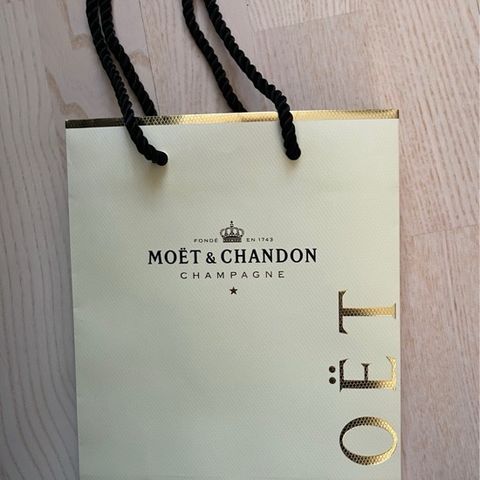 FONDÉ EN 1743
MOËT & CHANDON
CHAMPAGNE
OËT